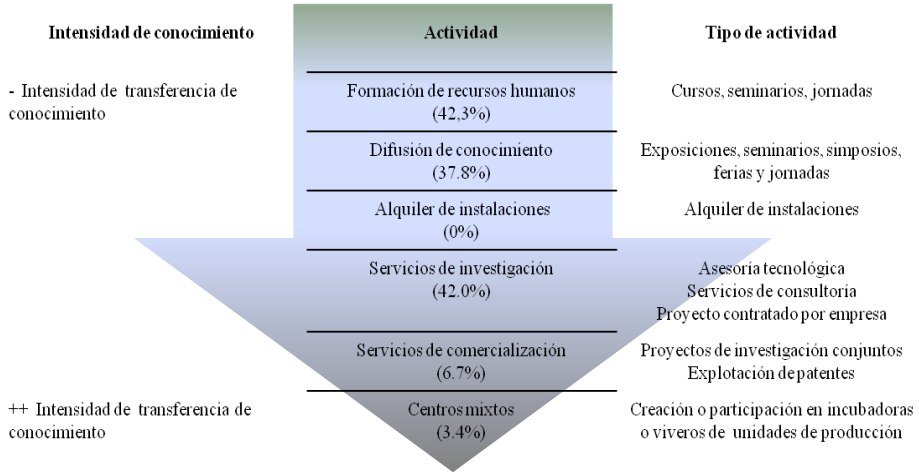 Intensidad de conocimiento
Actividad
Tipo de actividad
- Intensidad de transferencia de
conocimiento
Formación de recursos humanos
(42,3%)
Cursos, seminarios, jornadas
Difusión de conocimiento
(37.8%)
Exposiciones, seminarios, simposios,
ferias y jornadas
Alquiler de instalaciones
(0%)
Alquiler de instalaciones
Servicios de investigación
(42.0%)
Asesoría tecnológica
Servicios de consultoría
Proyecto contratado por empresa
Servicios de comercialización
(6.7%)
Proyectos de investigación conjuntos
Explotación de patentes
++ Intensidad de transferencia de
conocimiento
Centros mixtos
(3.4%)
Creación o participación en incubadoras
o viveros de unidades de producción